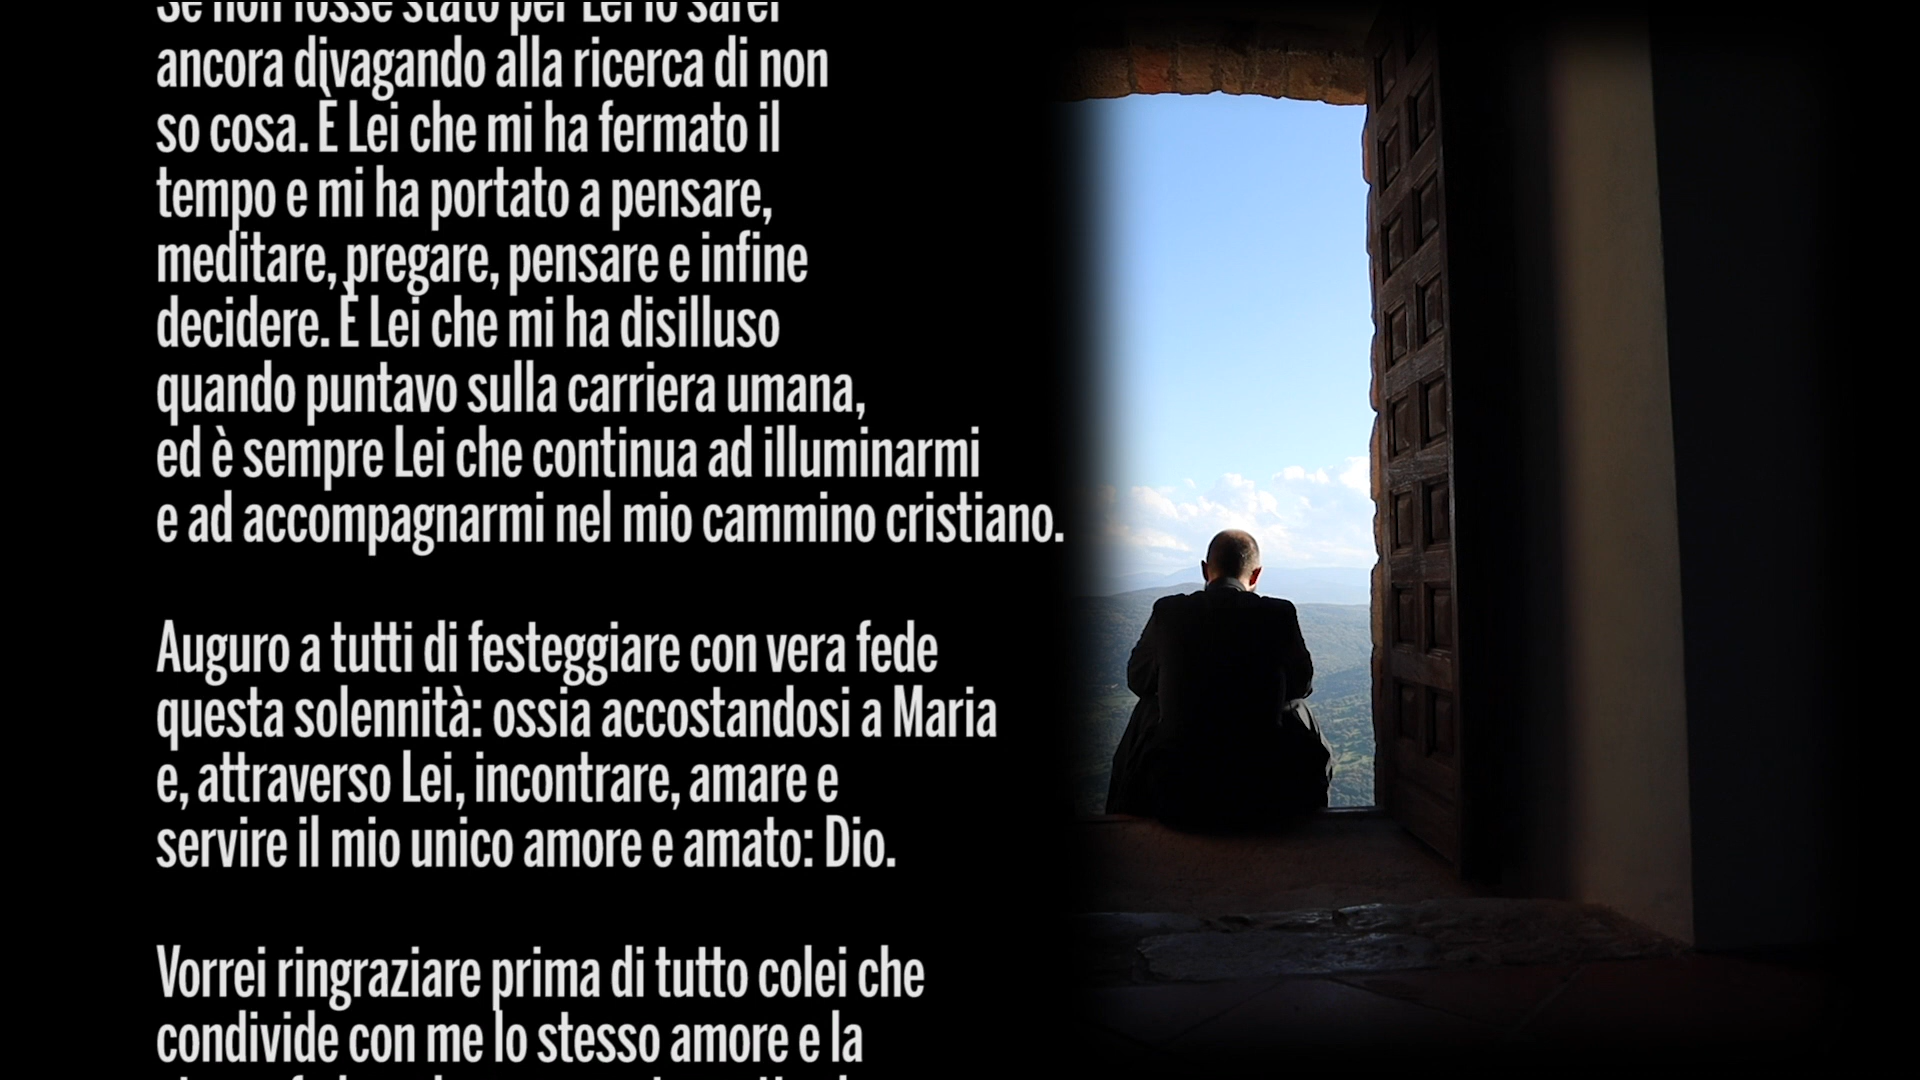 Se non fosse stato per Lei io sarei
ancora divagando alla ricerca di non
so cosa. È Lei che mi ha fermato il
tempo e mi ha portato a pensare,
meditare, pregare, pensare e infine
decidere. È Lei che mi ha disilluso
quando puntavo sulla carriera umana,
ed è sempre Lei che continua ad illuminarmi
e ad accompagnarmi nel mio cammino cristiano.
Auguro a tutti di festeggiare con vera fede
questa solennità: ossia accostandosi a Maria
e, attraverso Lei, incontrare, amare e
servire il mio unico amore e amato: Dio.
Vorrei ringraziare prima di tutto colei che
condivide con me lo stesso amore e la